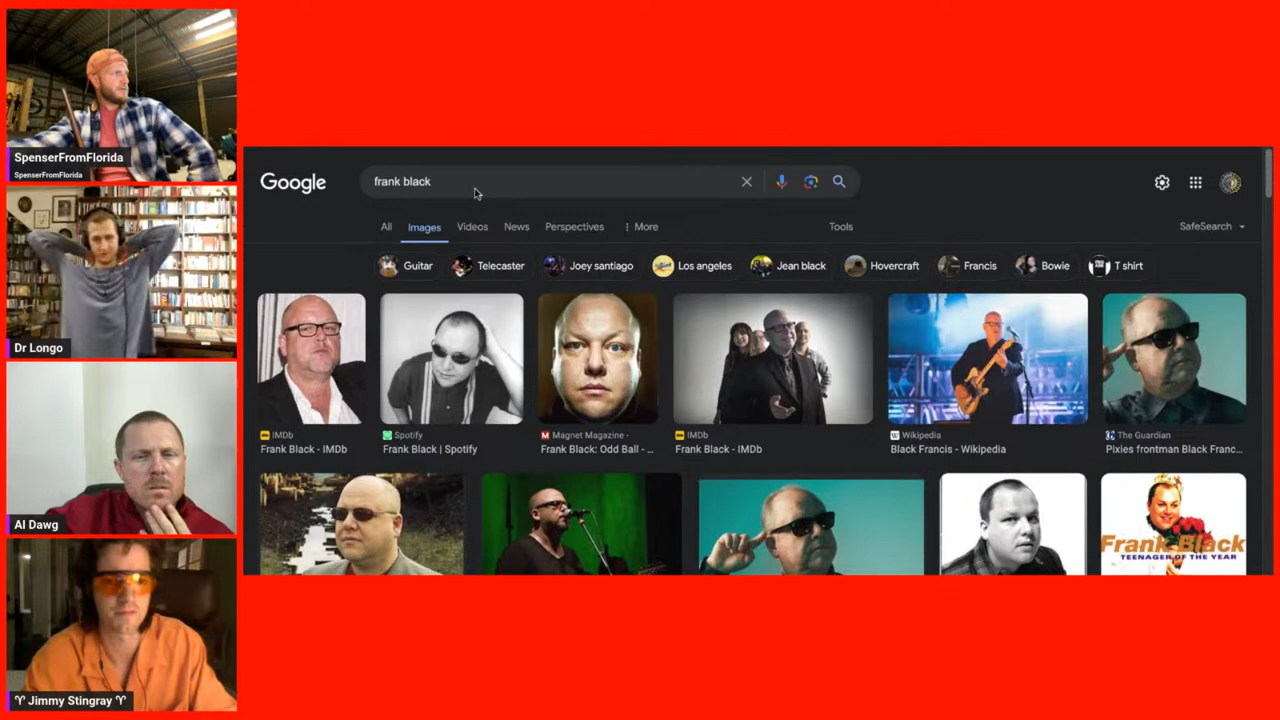 SpenserFromFlorida
SpenserFromFlorida
Dr Longo
Al Dawg
♈ Jimmy Stingray ♈
Google
frank black
All Images Videos News Perspectives More Tools SafeSearch
Guitar Telecaster Joey santiago Los angeles Jean black Hovercraft Francis Bowie T shirt
IMDb
Frank Black - IMDb
Spotify
Frank Black | Spotify
Magnet Magazine -
Frank Black: Odd Ball - ...
IMDb
Frank Black - IMDb
Wikipedia
Black Francis - Wikipedia
The Guardian
Pixies frontman Black Franc...
Frank Black
TEENAGER OF THE YEAR